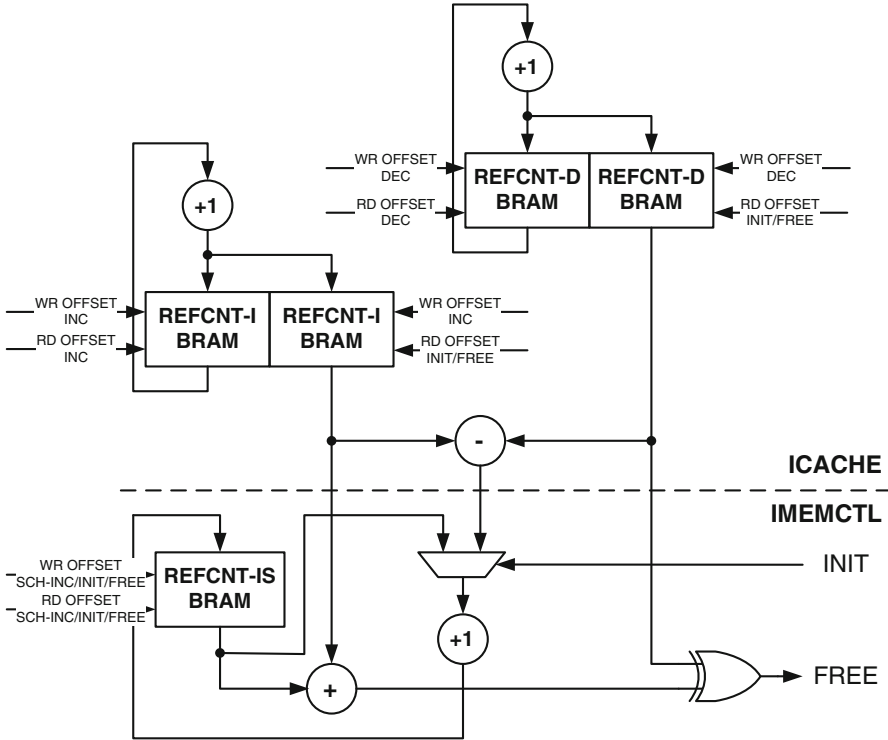 +1
WR OFFSET
DEC
RD OFFSET
DEC
REFCNT-D
BRAM
REFCNT-D
BRAM
WR OFFSET
DEC
RD OFFSET
INIT/FREE
+1
WR OFFSET
INC
RD OFFSET
INC
REFCNT-I
BRAM
REFCNT-I
BRAM
WR OFFSET
INC
RD OFFSET
INIT/FREE
-
ICACHE
IMEMCTL
WR OFFSET
SCH-INC/INIT/FREE
RD OFFSET
SCH-INC/INIT/FREE
REFCNT-IS
BRAM
INIT
+1
+
FREE